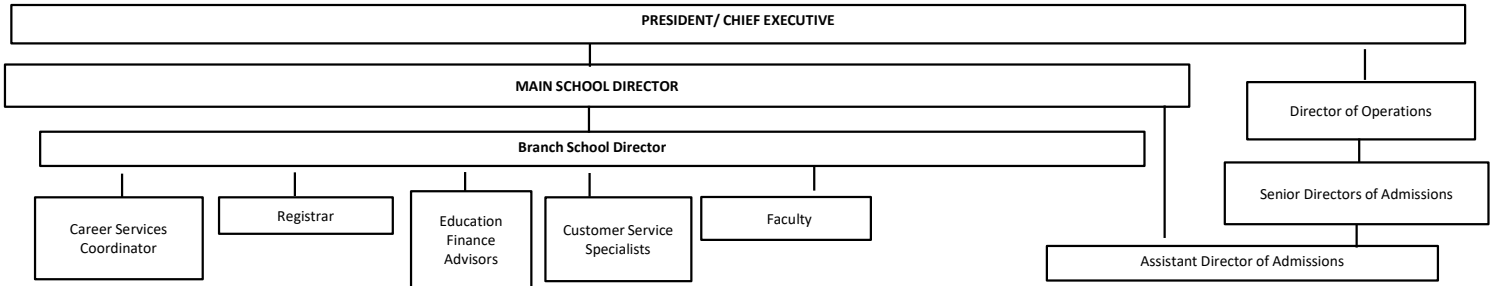 PRESIDENT/ CHIEF EXECUTIVE
MAIN SCHOOL DIRECTOR
Director of Operations
Branch School Director
Senior Directors of Admissions
Career Services
Coordinator
Registrar
Education
Finance
Advisors
Customer Service
Specialists
Faculty
Assistant Director of Admissions